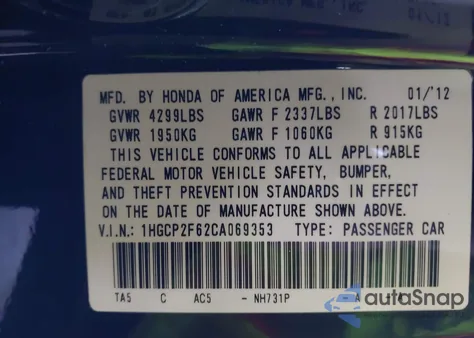 MFD. BY HONDA OF AMERICA MFG., INC. 01/'12
GVWR 4299LBS GAWR F 2337LBS R 2017LBS
GVWR 1950KG GAWR F 1060KG R 915KG
THIS VEHICLE CONFORMS TO ALL APPLICABLE
FEDERAL MOTOR VEHICLE SAFETY, BUMPER,
AND THEFT PREVENTION STANDARDS IN EFFECT
ON THE DATE OF MANUFACTURE SHOWN ABOVE.
V.I.N.: 1HGCP2F62CA069353 TYPE: PASSENGER CAR
TA5 C AC5 - NH731P A
autoSnap